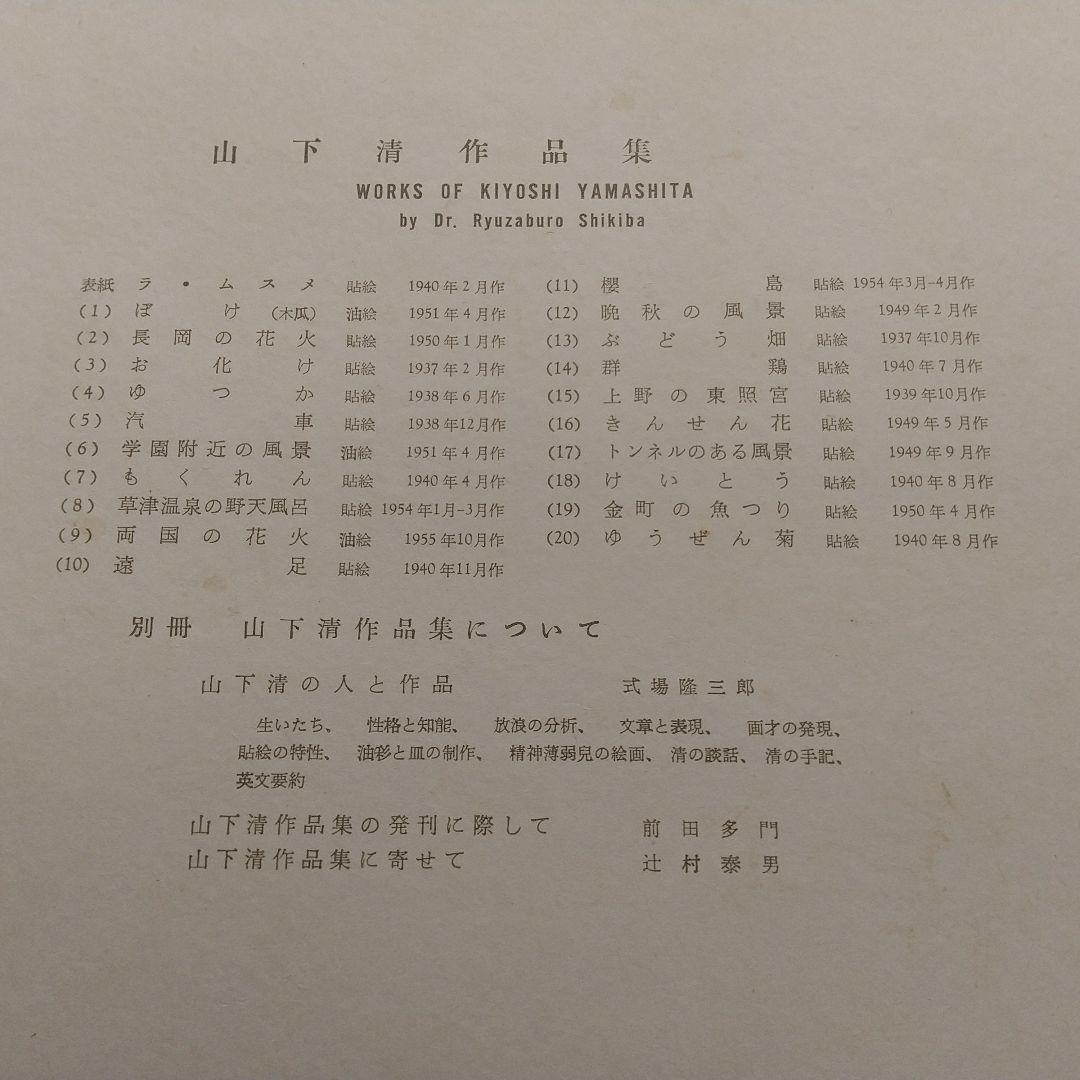 山下清作品集
WORKS OF KIYOSHI YAMASHITA
by Dr. Ryuzaburo Shikiba
表紙 ラ・ムスメ 貼絵 1940年2月作
(1) ぼけ(木瓜) 油絵 1951年4月作
(2) 長岡の花火 貼絵 1950年1月作
(3) お化け 貼絵 1937年2月作
(4) ゆつか 貼絵 1938年6月作
(5) 汽車 貼絵 1938年12月作
(6) 学園附近の風景 油絵 1951年4月作
(7) もくれん 貼絵 1940年4月作
(8) 草津温泉の野天風呂 貼絵 1954年1月-3月作
(9) 両国の花火 油絵 1955年10月作
(10) 遠足 貼絵 1940年11月作
(11) 櫻島 貼絵 1954年3月-4月作
(12) 晩秋の風景 貼絵 1949年2月作
(13) ぶどう畑 貼絵 1937年10月作
(14) 群鶏 貼絵 1940年7月作
(15) 上野の東照宮 貼絵 1939年10月作
(16) きんせん花 貼絵 1949年5月作
(17) トンネルのある風景 貼絵 1949年9月作
(18) けいとう 貼絵 1940年8月作
(19) 金町の魚つり 貼絵 1950年4月作
(20) ゆうぜん菊 貼絵 1940年8月作
別冊 山下清作品集について
山下清の人と作品 式場隆三郎
生いたち、 性格と知能、 放浪の分析、 文章と表現、 画才の発現、
貼絵の特性、 油彩と皿の制作、 精神薄弱児の絵画、 清の談話、 清の手記、
英文要約
山下清作品集の発刊に際して 前田多門
山下清作品集に寄せて 辻村泰男